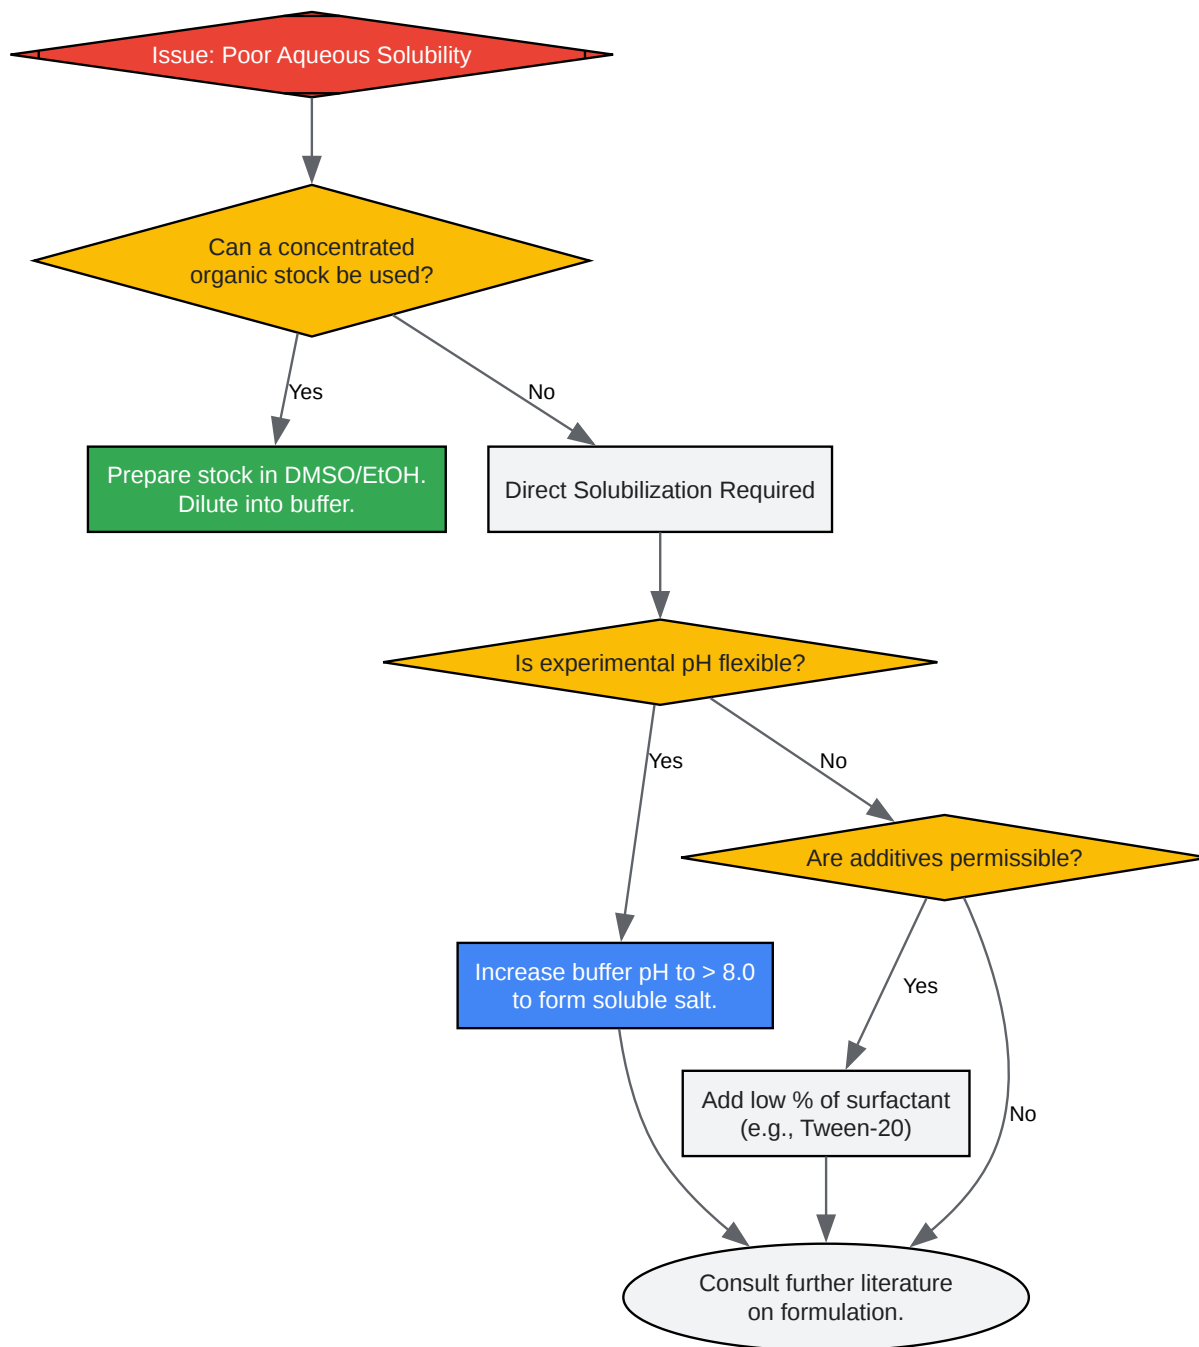 Issue: Poor Aqueous Solubility
Can a concentrated
organic stock be used?
Yes
No
Prepare stock in DMSO/EtOH.
Dilute into buffer.
Direct Solubilization Required
Is experimental pH flexible?
Yes
No
Are additives permissible?
Increase buffer pH to > 8.0
to form soluble salt.
Yes
Add low % of surfactant
(e.g., Tween-20)
No
Consult further literature
on formulation.